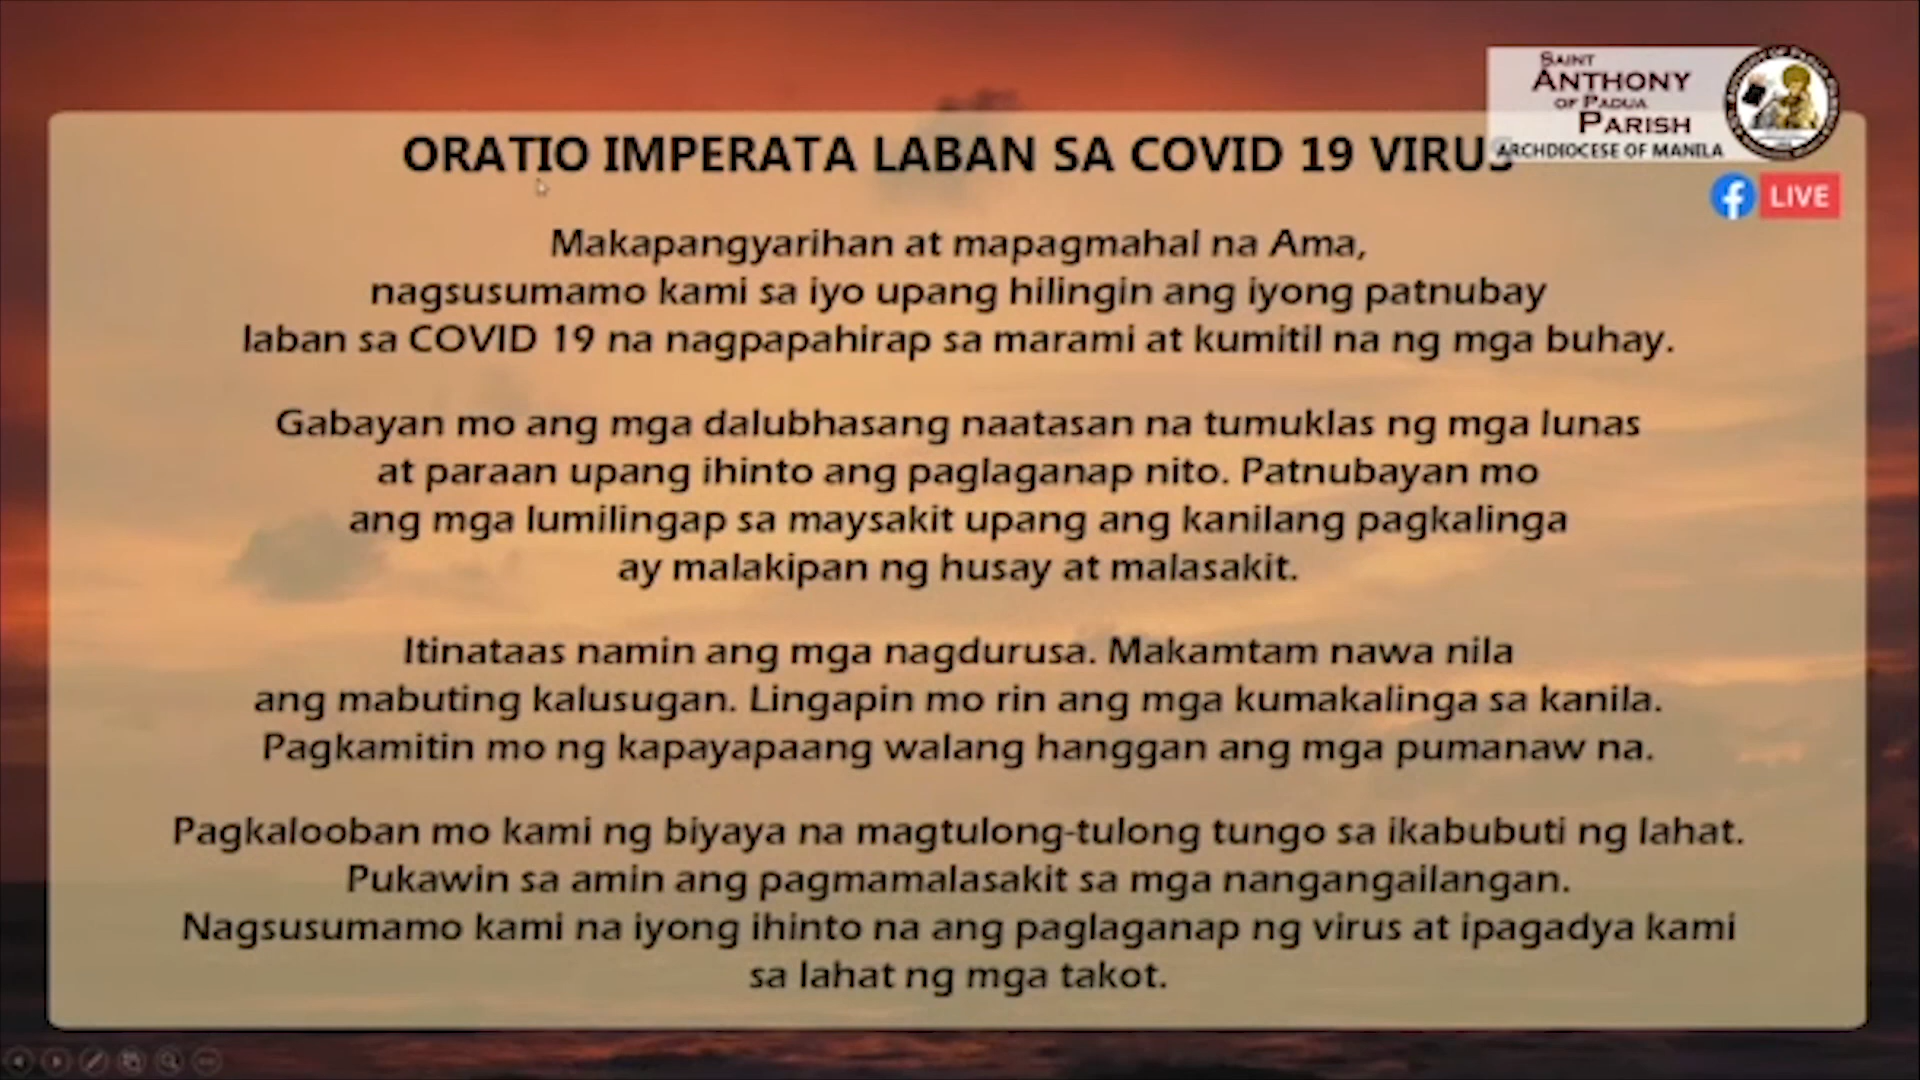 SAINT
ANTHONY
OF PADUA
PARISH
ARCHDIOCESE OF MANILA
LIVE
ORATIO IMPERATA LABAN SA COVID 19 VIRUS
Makapangyarihan at mapagmahal na Ama,
nagsusumamo kami sa iyo upang hilingin ang iyong patnubay
laban sa COVID 19 na nagpapahirap sa marami at kumitil na ng mga buhay.
Gabayan mo ang mga dalubhasang naatasan na tumuklas ng mga lunas
at paraan upang ihinto ang paglaganap nito. Patnubayan mo
ang mga lumilingap sa maysakit upang ang kanilang pagkalinga
ay malakipan ng husay at malasakit.
Itinataas namin ang mga nagdurusa. Makamtam nawa nila
ang mabuting kalusugan. Lingapin mo rin ang mga kumakalinga sa kanila.
Pagkamitin mo ng kapayapaang walang hanggan ang mga pumanaw na.
Pagkalooban mo kami ng biyaya na magtulong-tulong tungo sa ikabubuti ng lahat.
Pukawin sa amin ang pagmamalasakit sa mga nangangailangan.
Nagsusumamo kami na iyong ihinto na ang paglaganap ng virus at ipagadya kami
sa lahat ng mga takot.